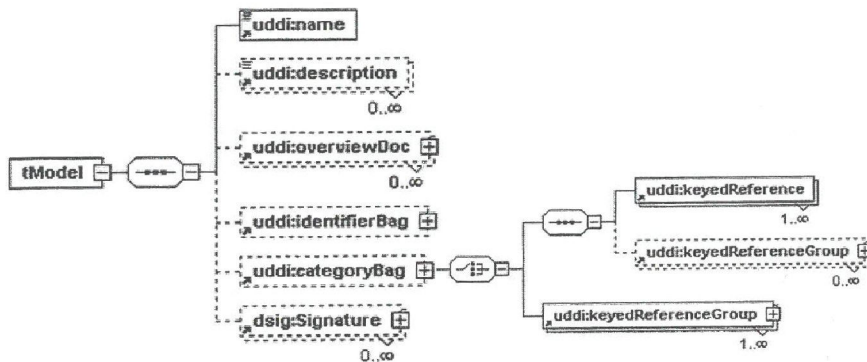 uddi:name
uddi:description
0..∞
uddi:overviewDoc
0..∞
tModel
uddi:keyedReference
1..∞
uddi:identifierBag
uddi:keyedReferenceGroup
0..∞
uddi:categoryBag
dsig:Signature
0..∞
uddi:keyedReferenceGroup
1..∞